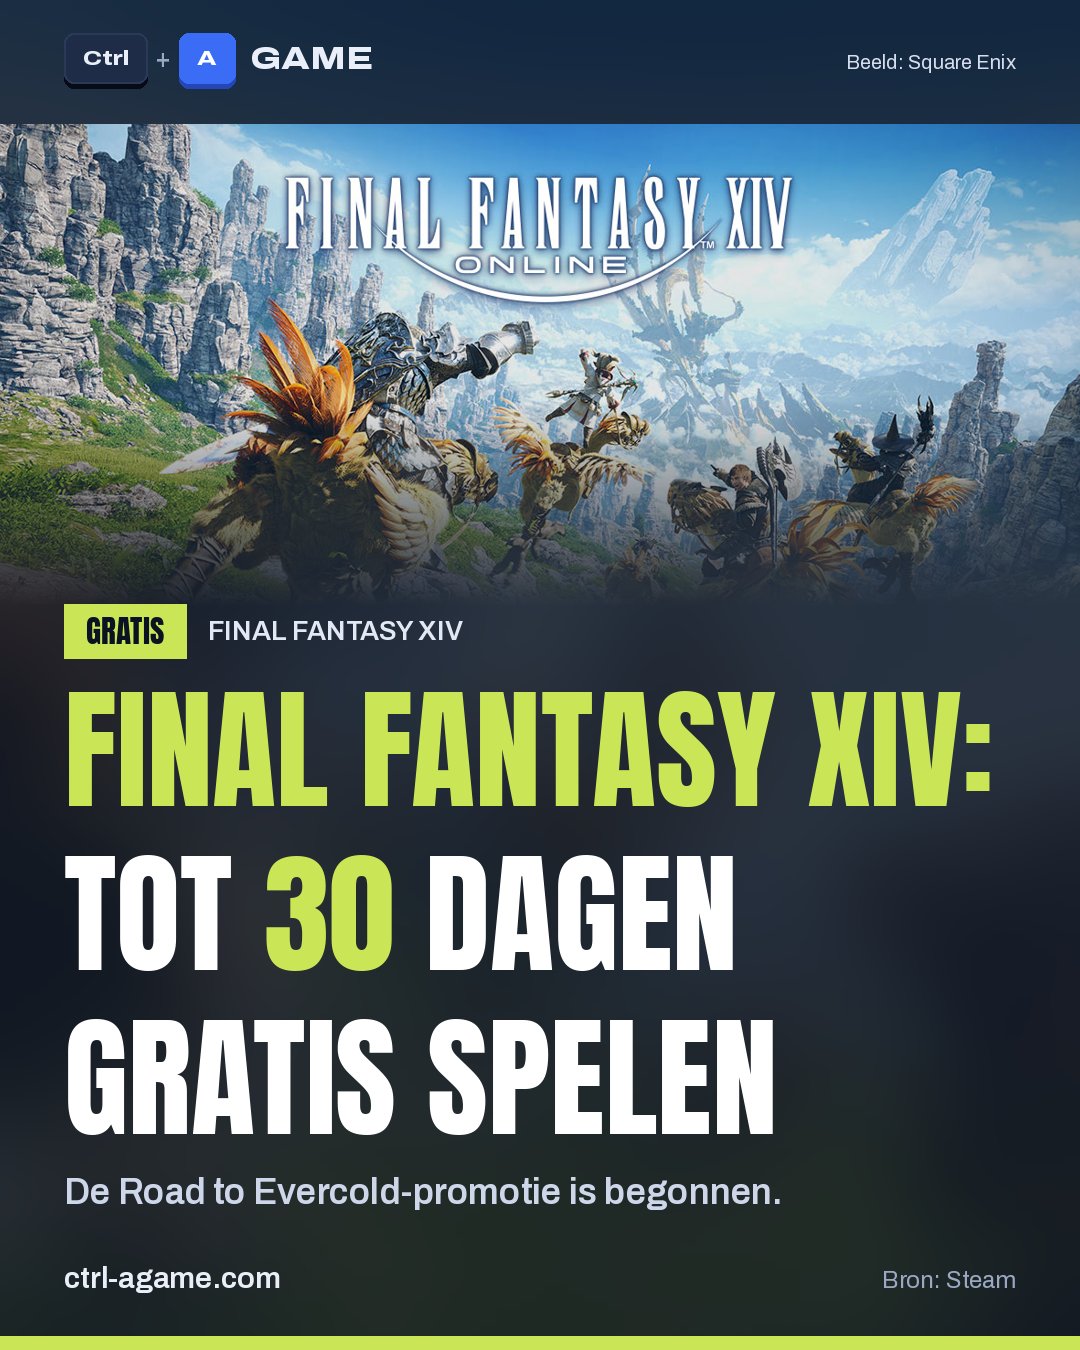 Ctrl + A GAME
Beeld: Square Enix
FINAL FANTASY XIV™
ONLINE
GRATIS FINAL FANTASY XIV
FINAL FANTASY XIV:
TOT 30 DAGEN
GRATIS SPELEN
De Road to Evercold-promotie is begonnen.
ctrl-agame.com
Bron: Steam